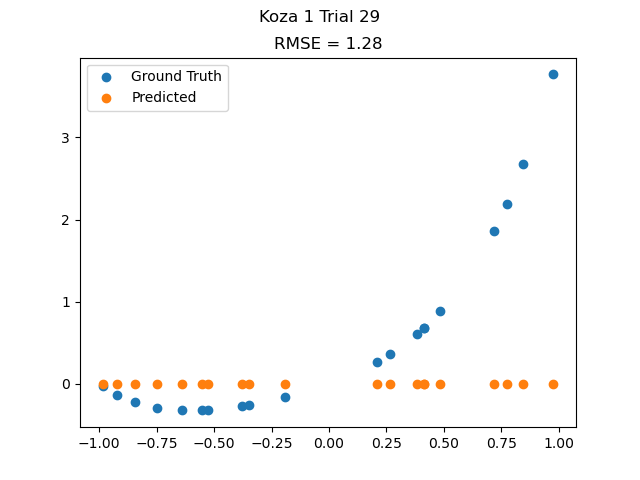 Koza 1 Trial 29
RMSE = 1.28
Ground Truth
Predicted
3
2
1
0
−1.00 −0.75 −0.50 −0.25 0.00 0.25 0.50 0.75 1.00